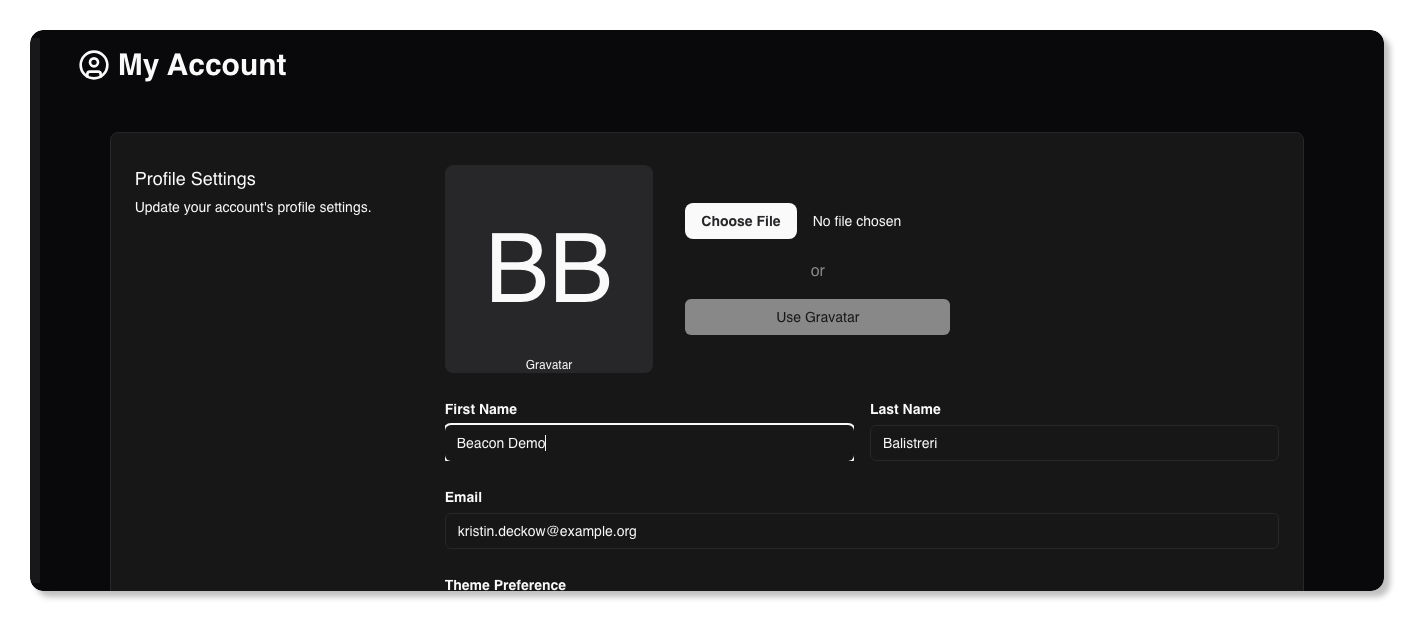 My Account
Profile Settings
Update your account's profile settings.
BB
Gravatar
Choose File No file chosen
or
Use Gravatar
First Name
Beacon Demo
Last Name
Balistreri
Email
kristin.deckow@example.org
Theme Preference